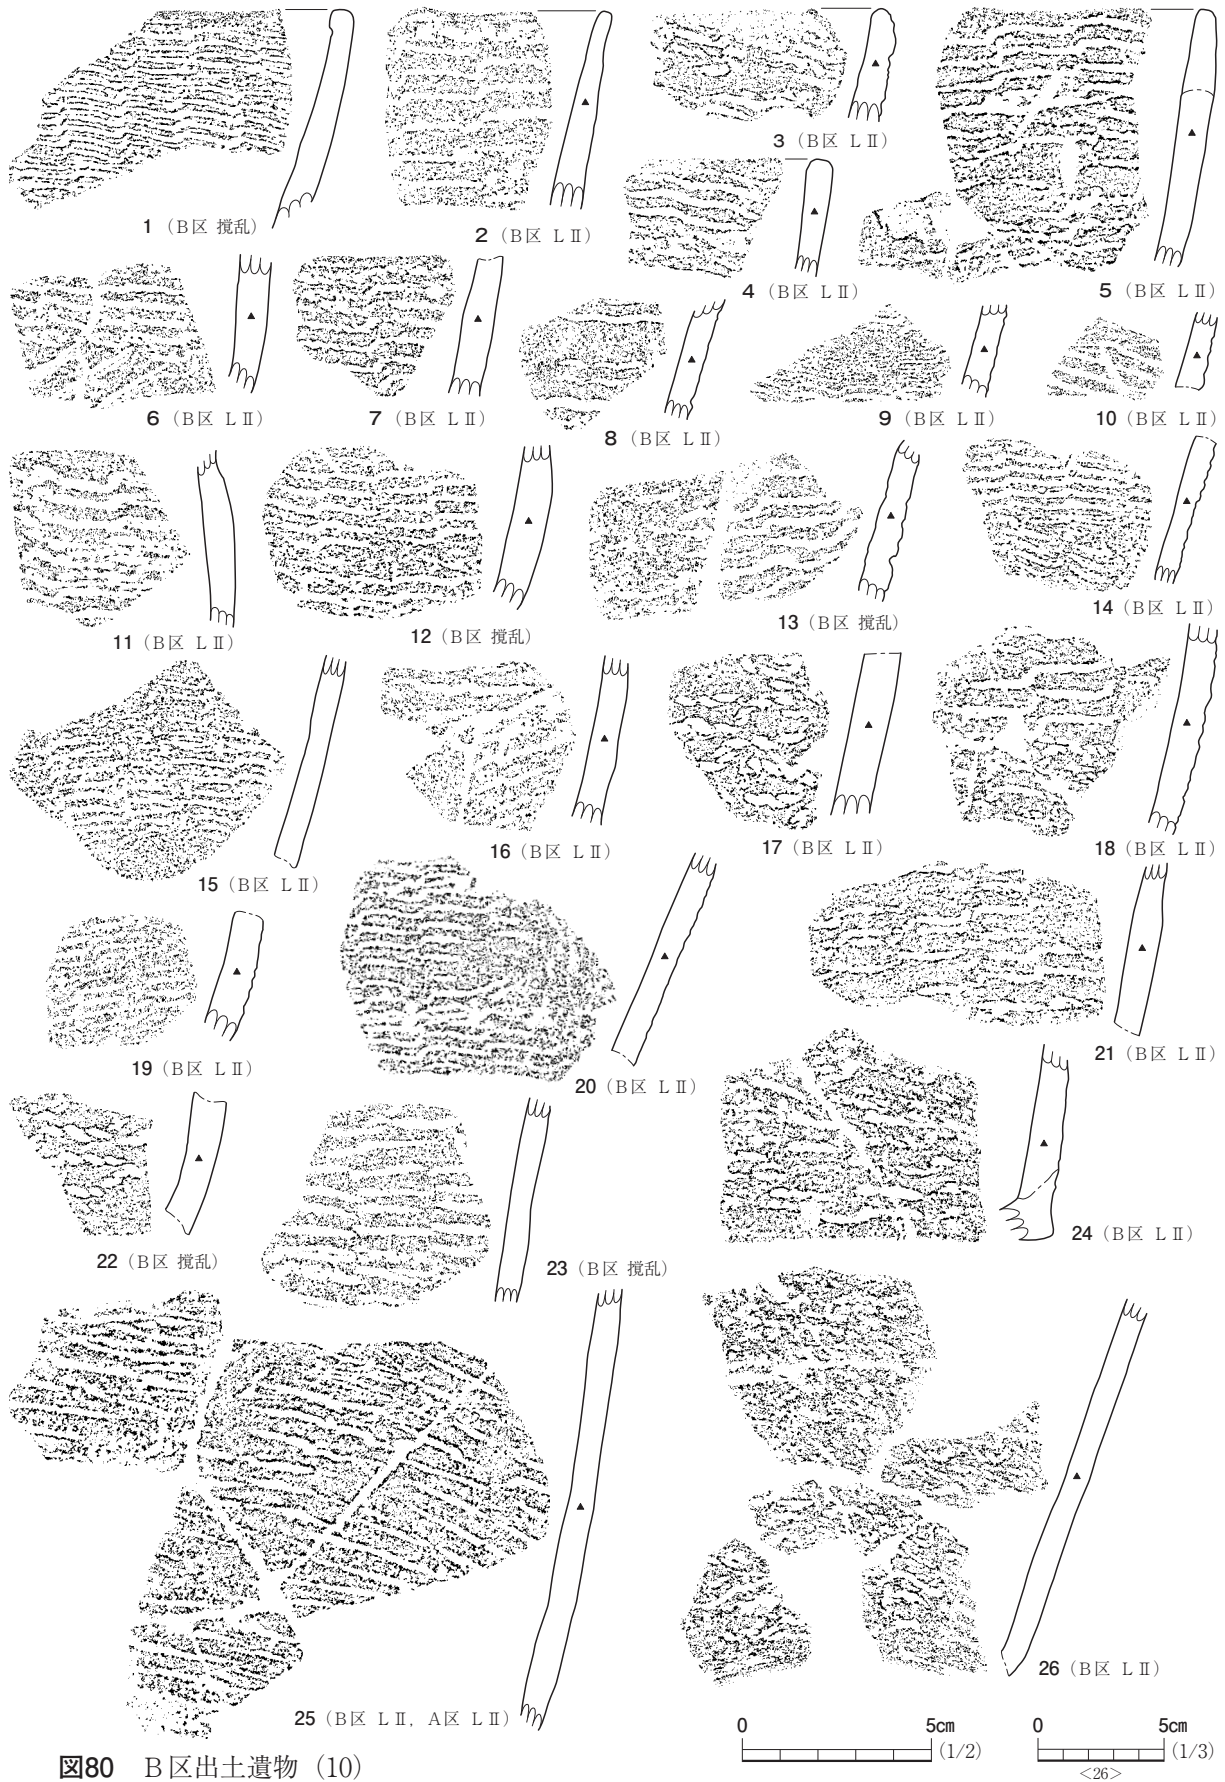 1（B区 撹乱）
2（B区 LⅡ）
3（B区 LⅡ）
4（B区 LⅡ）
5（B区 LⅡ）
6（B区 LⅡ）
7（B区 LⅡ）
8（B区 LⅡ）
9（B区 LⅡ）
10（B区 LⅡ）
11（B区 LⅡ）
12（B区 撹乱）
13（B区 撹乱）
14（B区 LⅡ）
15（B区 LⅡ）
16（B区 LⅡ）
17（B区 LⅡ）
18（B区 LⅡ）
19（B区 LⅡ）
20（B区 LⅡ）
21（B区 LⅡ）
22（B区 撹乱）
23（B区 撹乱）
24（B区 LⅡ）
25（B区 LⅡ，A区 LⅡ）
26（B区 LⅡ）
0 5cm
(1/2)
0 5cm
(1/3)
<26>
図80 B区出土遺物（10）